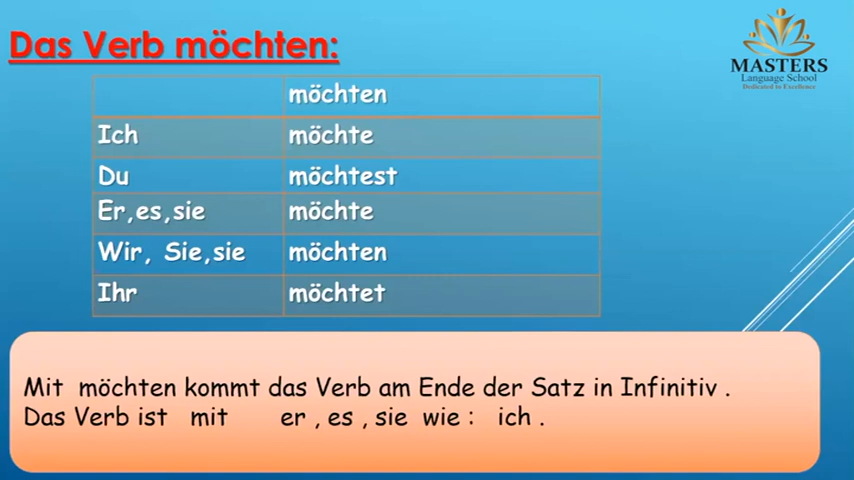 Das Verb möchten:
MASTERS
Language School
Dedicated to Excellence
möchten
Ich möchte
Du möchtest
Er,es,sie möchte
Wir, Sie,sie möchten
Ihr möchtet
Mit möchten kommt das Verb am Ende der Satz in Infinitiv .
Das Verb ist mit er , es , sie wie : ich .